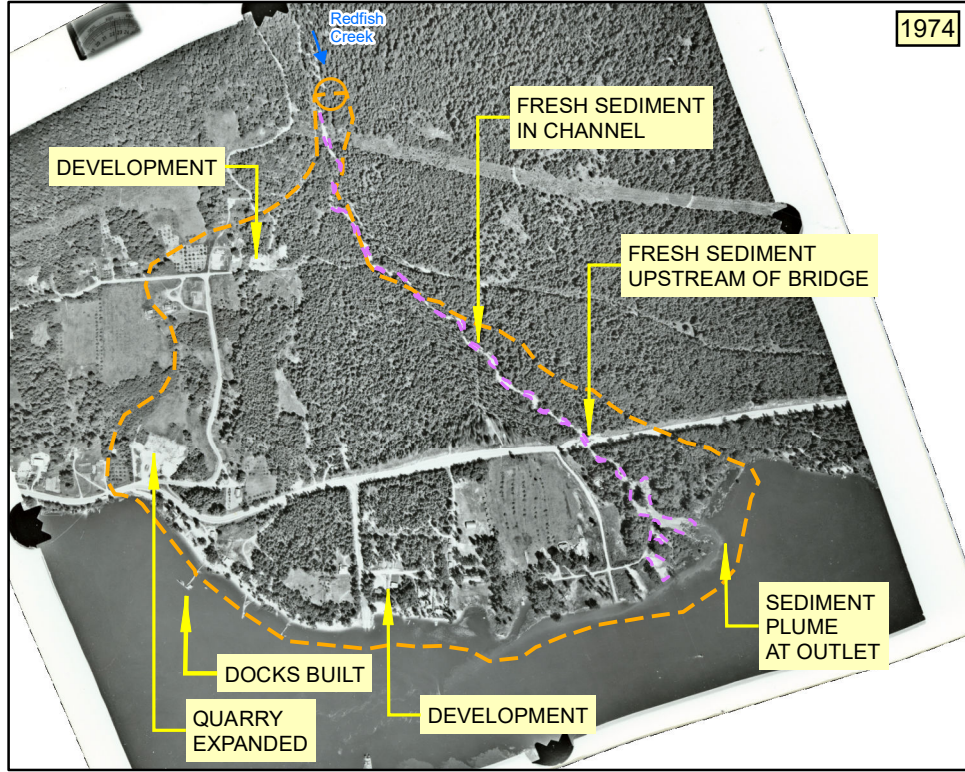 1974
Redfish
Creek
FRESH SEDIMENT
IN CHANNEL
DEVELOPMENT
FRESH SEDIMENT
UPSTREAM OF BRIDGE
SEDIMENT
PLUME
AT OUTLET
DOCKS BUILT
QUARRY
EXPANDED
DEVELOPMENT